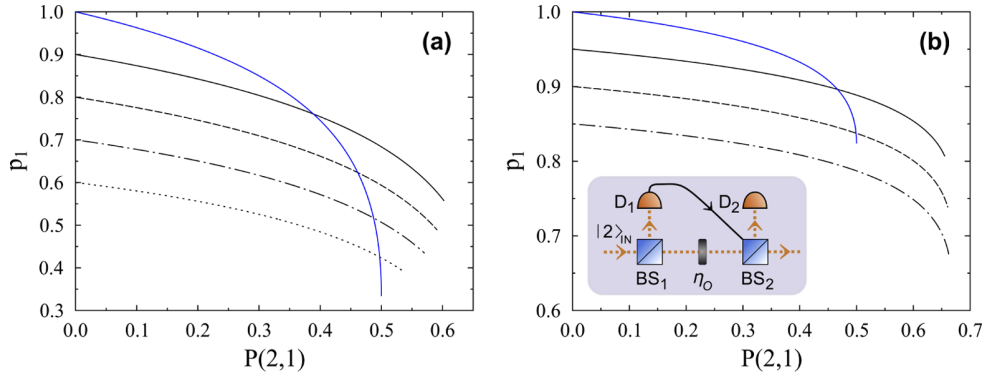 (a)
1.0
0.9
0.8
0.7
0.6
0.5
0.4
0.3
p₁
0.0 0.1 0.2 0.3 0.4 0.5 0.6
P(2,1)
(b)
1.0
0.9
0.8
0.7
0.6
p₁
D₁ D₂
|2⟩IN
BS₁ η₀ BS₂
0.0 0.1 0.2 0.3 0.4 0.5 0.6 0.7
P(2,1)